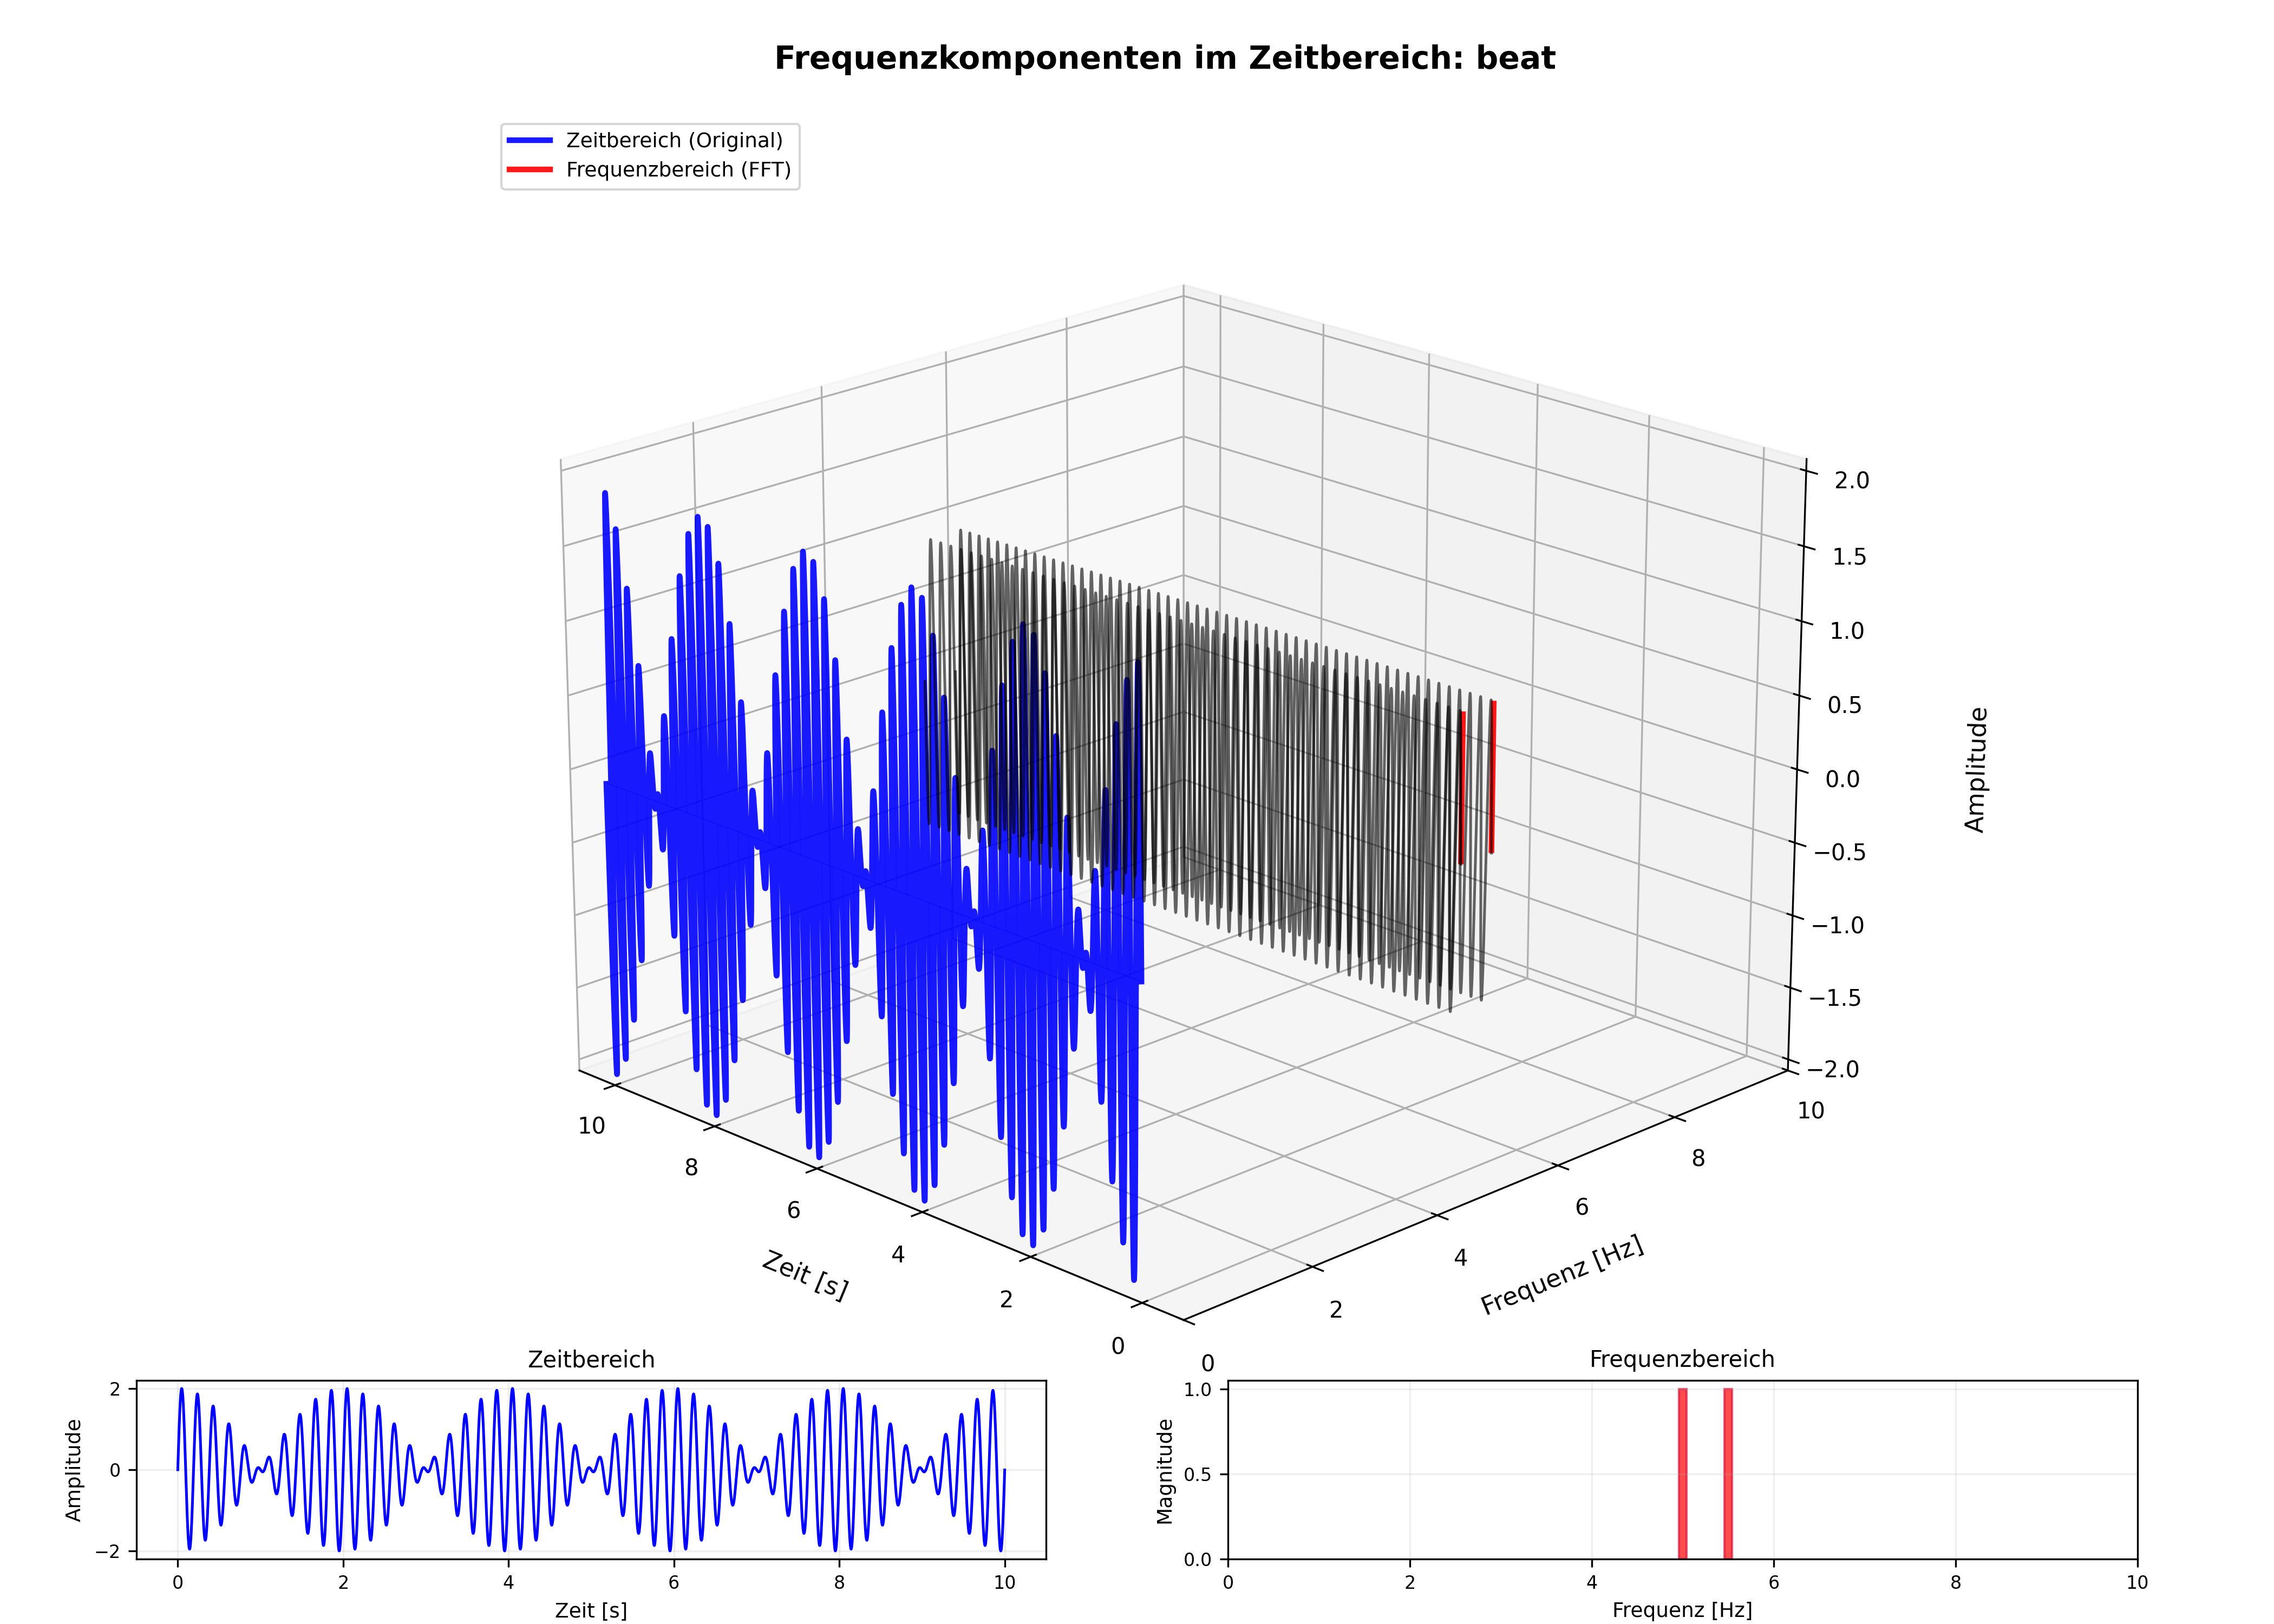 Frequenzkomponenten im Zeitbereich: beat
Zeitbereich (Original)
Frequenzbereich (FFT)
2.0
1.5
1.0
0.5
0.0
−0.5
−1.0
−1.5
−2.0
Amplitude
10
8
6
4
2
0
Zeit [s]
0
2
4
6
8
10
Frequenz [Hz]
Zeitbereich
2
0
−2
Amplitude
0 2 4 6 8 10
Zeit [s]
Frequenzbereich
1.0
0.5
0.0
Magnitude
0 2 4 6 8 10
Frequenz [Hz]